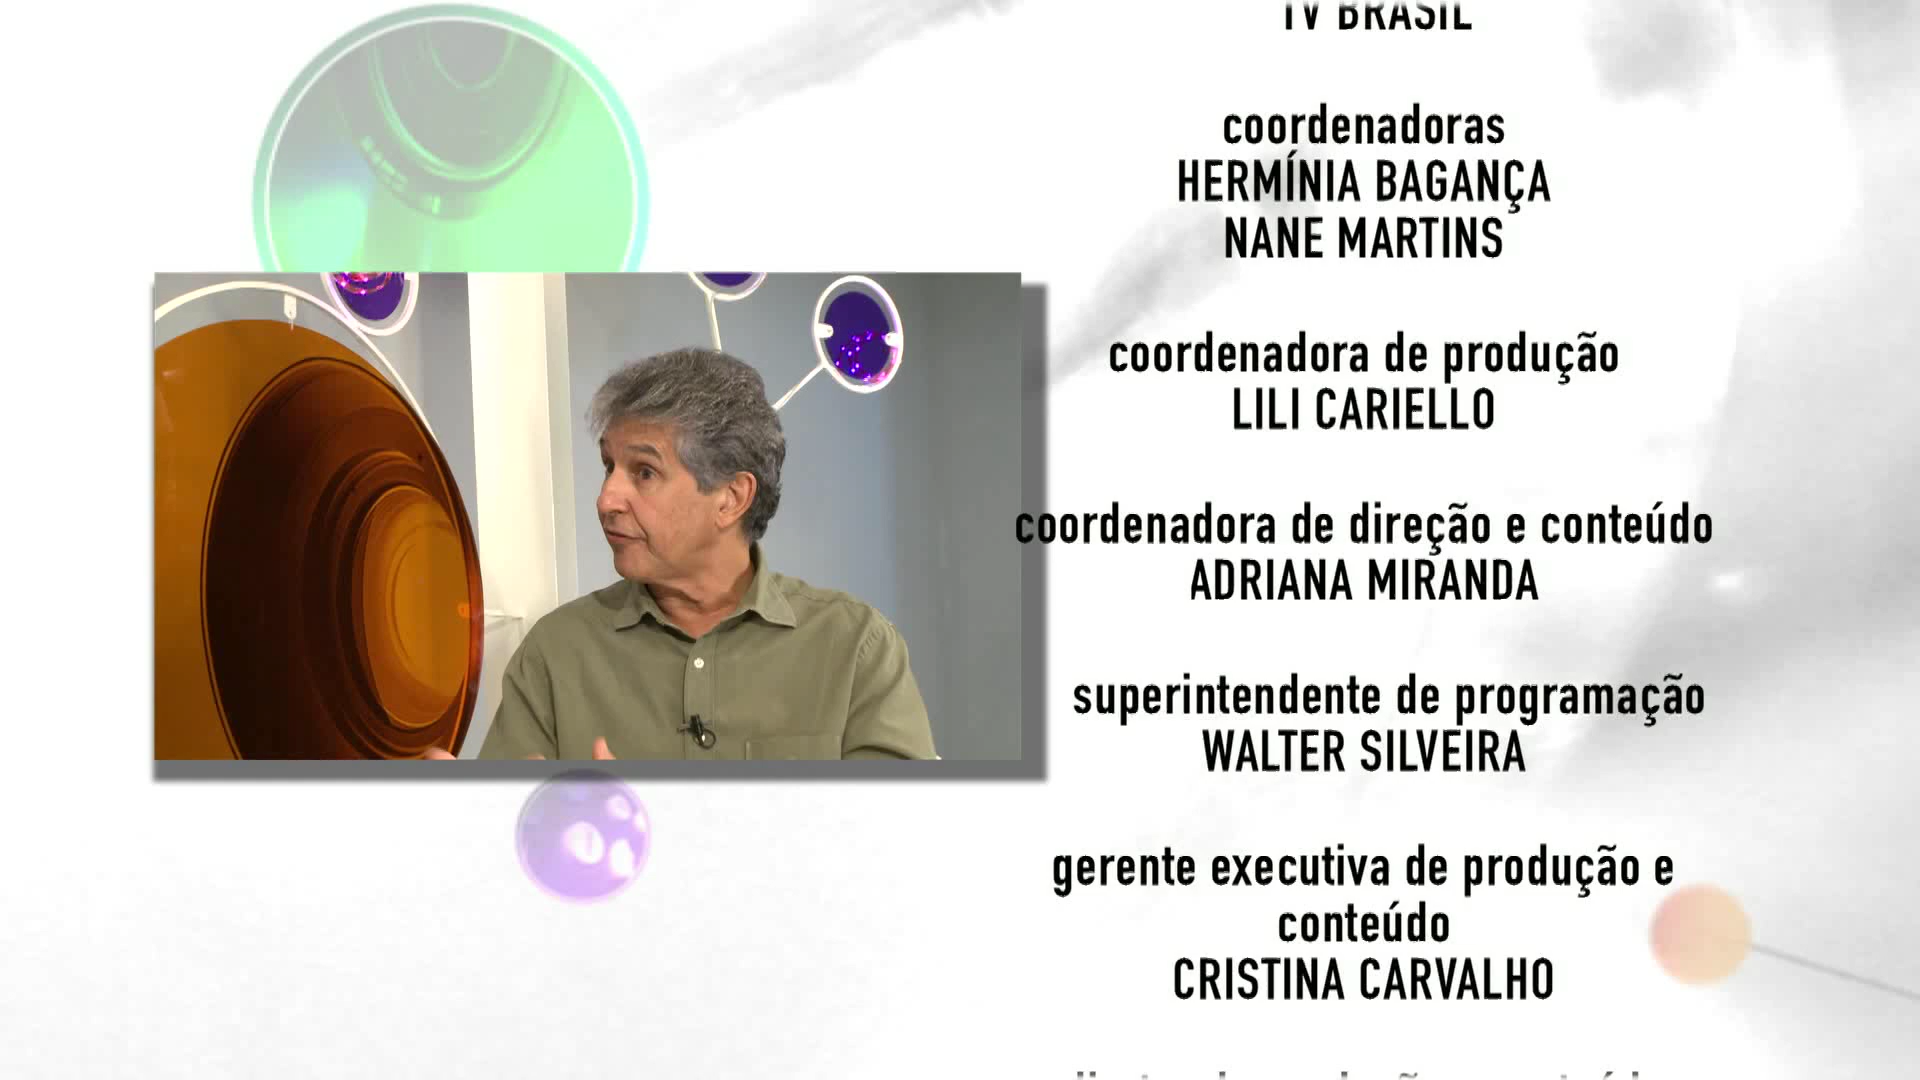 TV BRASIL
coordenadoras
HERMÍNIA BAGANÇA
NANE MARTINS
coordenadora de produção
LILI CARIELLO
coordenadora de direção e conteúdo
ADRIANA MIRANDA
superintendente de programação
WALTER SILVEIRA
gerente executiva de produção e
conteúdo
CRISTINA CARVALHO